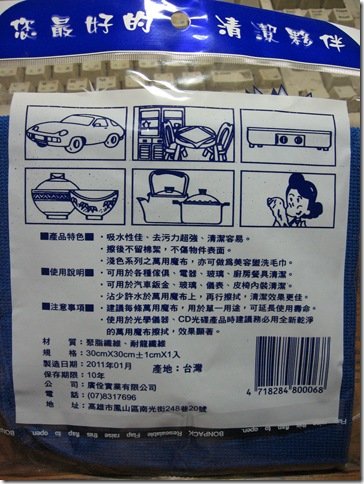 您最好的 清潔夥伴
■產品特色■、吸水性佳、去污力超強、清潔容易。
擦後不留棉絮，不傷物件表面。
淺色系列之萬用魔布，亦可做為美容髮洗毛巾。
■使用說明■、可用於各種傢俱、電器、玻璃、廚房餐具清潔。
可用於汽車鈑金、玻璃、儀表、皮椅內裝清潔。
沾少許水於萬用魔布上，再行擦拭，清潔效果更佳。
■注意事項■、建議每條萬用魔布，用於單一用途，可延長使用壽命。
使用於光學儀器、CD光碟產品時建議務必用全新乾淨
的萬用魔布擦拭，效果顯著。
材 質：聚脂纖維、耐龍纖維
規 格：30cmX30cm±1cmX1入
製造日期：2011年01月 產地：台灣
保存期限：10年
公 司：廣佺實業有限公司
電 話：(07)8317696
地 址：高雄市鳳山區南光街248巷20號
4 718284 800068
BONPACK Resealable